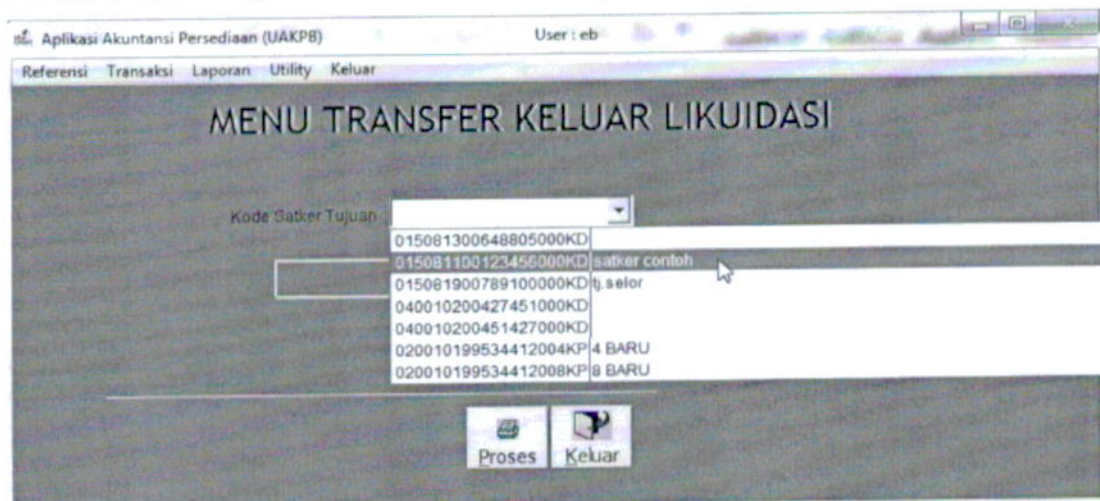 Aplikasi Akuntansi Persediaan (UAKPB) User : eb
Referensi Transaksi Laporan Utility Keluar
MENU TRANSFER KELUAR LIKUIDASI
Kode Satker Tujuan
015081300648805000KD
015081100123456000KD satker contoh
015081900789100000KD tj.selor
040010200427451000KD
040010200451427000KD
020010199534412004KP 4 BARU
020010199534412008KP 8 BARU
Proses Keluar